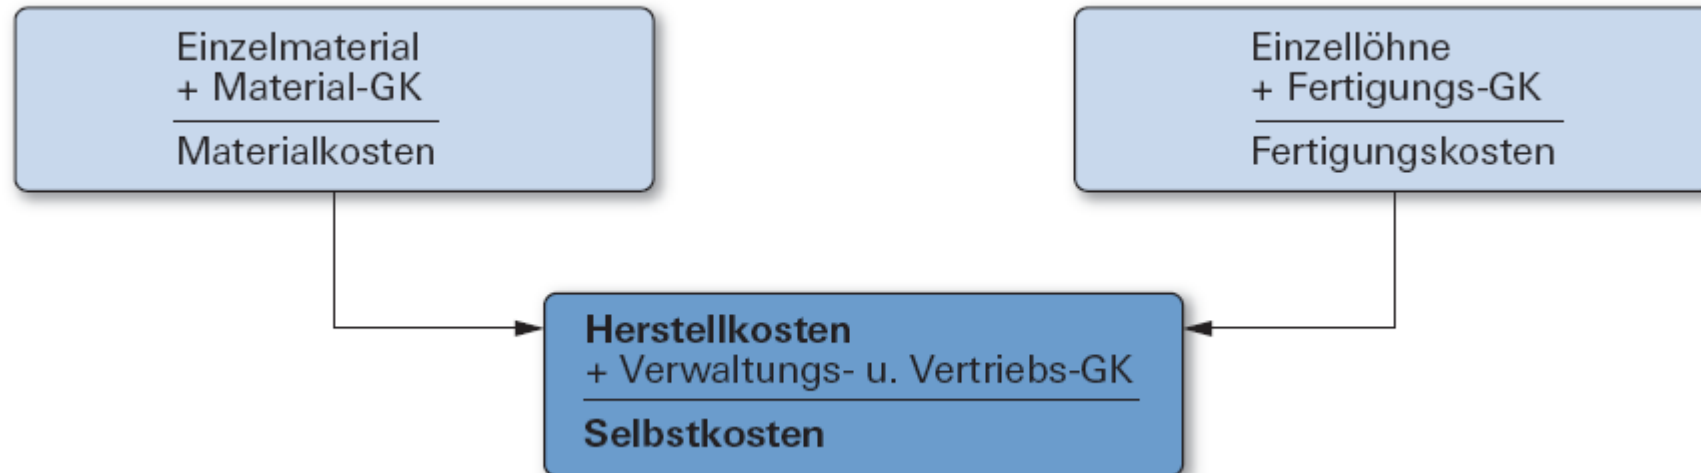 Einzelmaterial
+ Material-GK
Materialkosten
Einzellöhne
+ Fertigungs-GK
Fertigungskosten
Herstellkosten
+ Verwaltungs- u. Vertriebs-GK
Selbstkosten